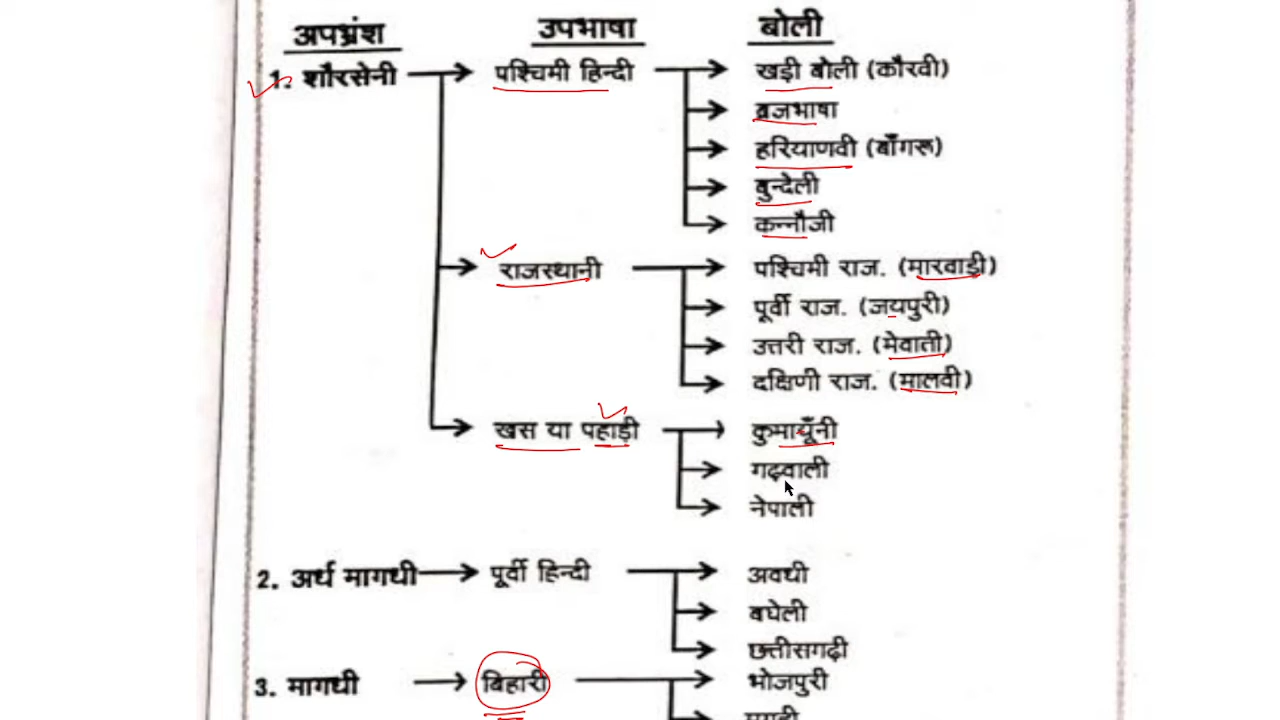 अपभ्रंश उपभाषा बोली
1. शौरसेनी पश्चिमी हिन्दी खड़ी बोली (कौरवी)
ब्रजभाषा
हरियाणवी (बाँगरू)
बुन्देली
कन्नौजी
राजस्थानी पश्चिमी राज. (मारवाड़ी)
पूर्वी राज. (जयपुरी)
उत्तरी राज. (मेवाती)
दक्षिणी राज. (मालवी)
खस या पहाड़ी कुमायूँनी
गढ़वाली
नेपाली
2. अर्ध मागधी पूर्वी हिन्दी अवधी
बघेली
छत्तीसगढ़ी
3. मागधी बिहारी भोजपुरी